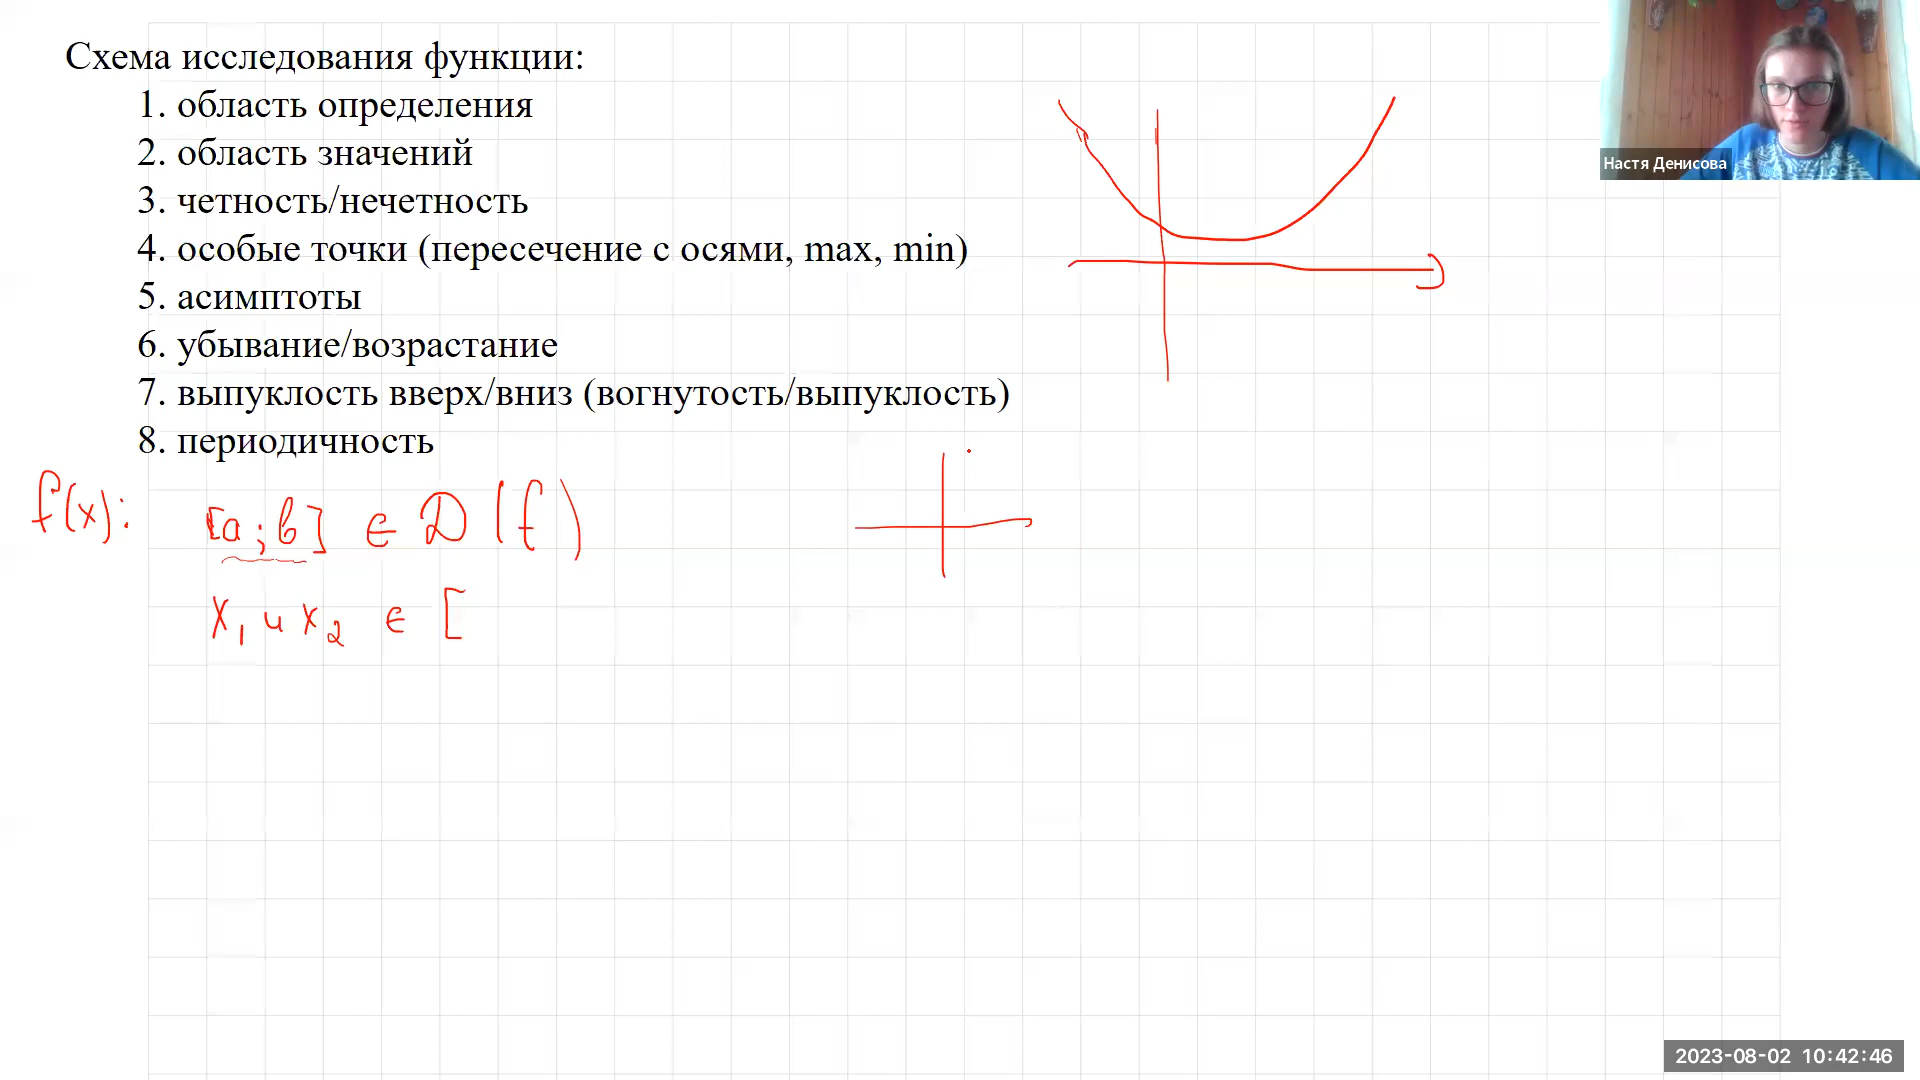 Схема исследования функции:
1. область определения
2. область значений
3. четность/нечетность
4. особые точки (пересечение с осями, max, min)
5. асимптоты
6. убывание/возрастание
7. выпуклость вверх/вниз (вогнутость/выпуклость)
8. периодичность
f(x): [a;b] ∈ D(f)
x₁ и x₂ ∈ [
Настя Денисова
2023-08-02 10:42:46